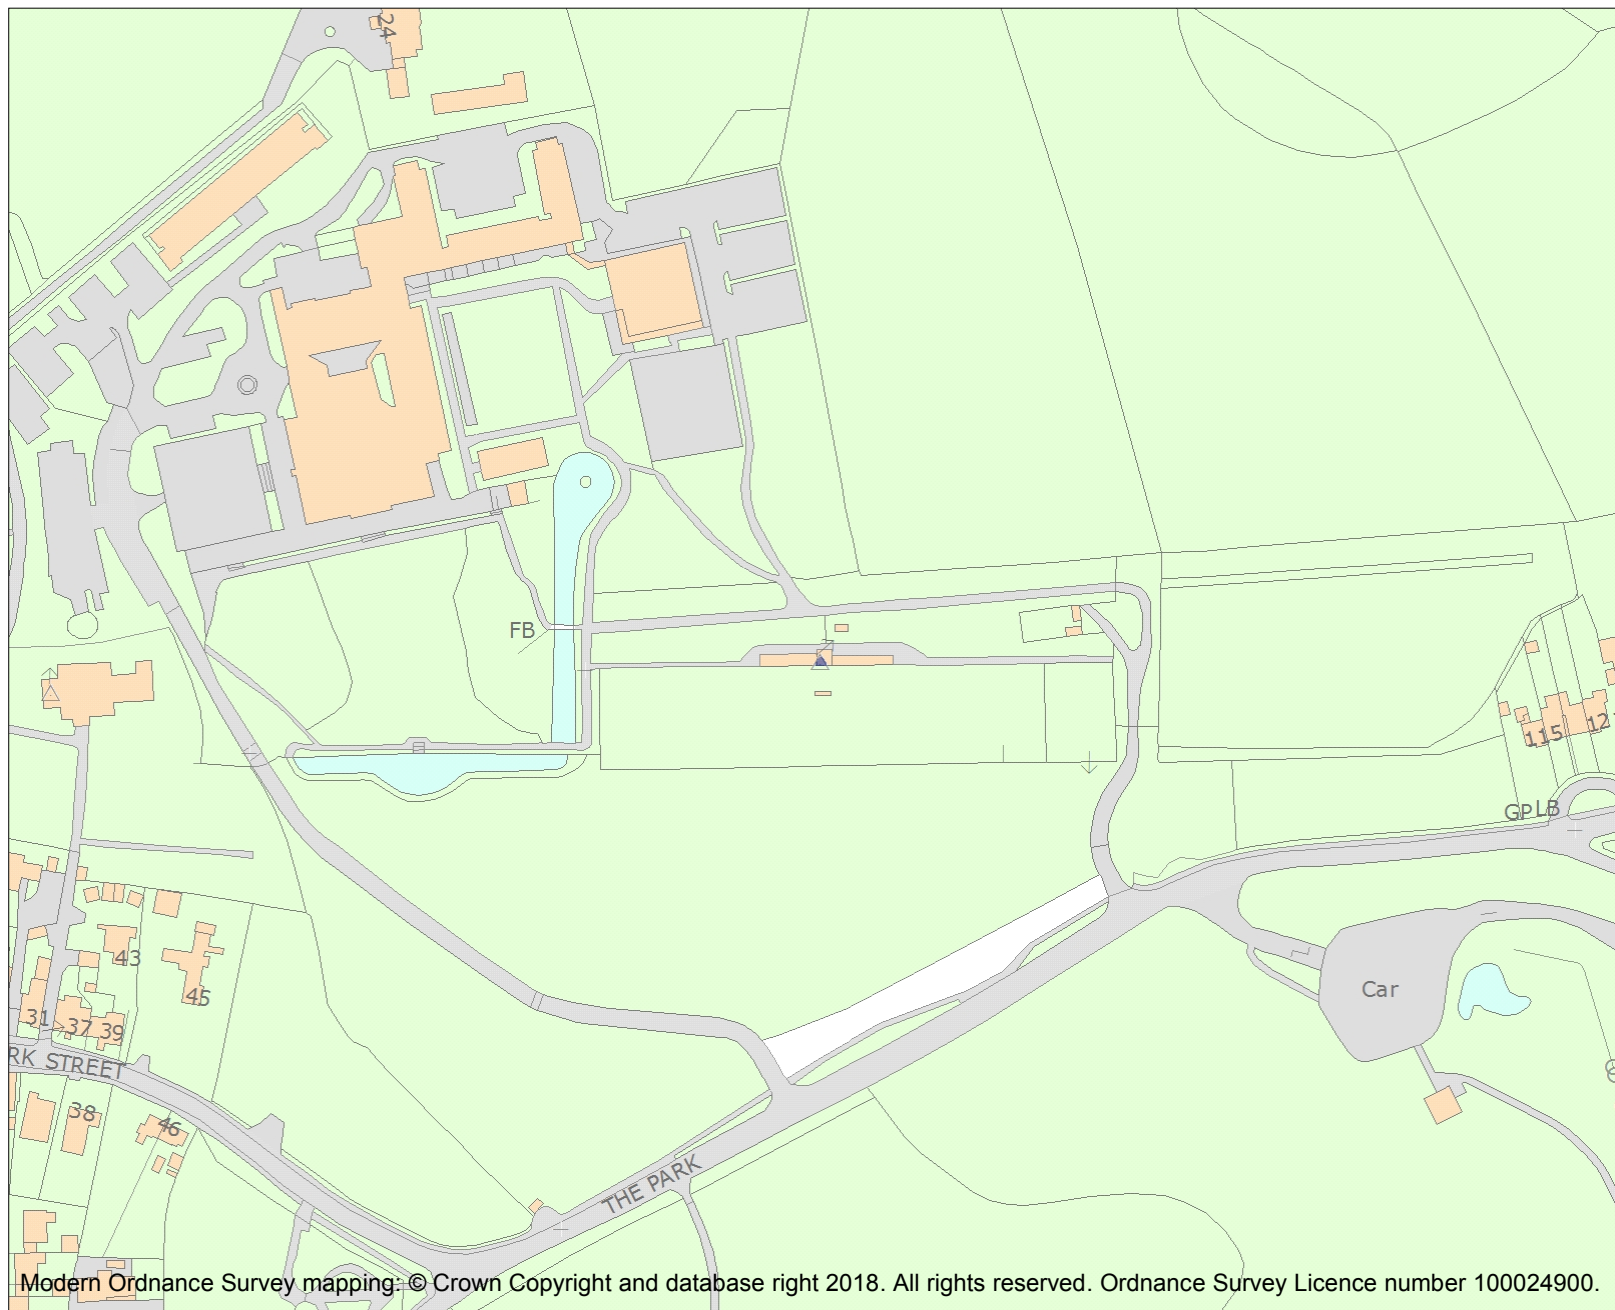 24
FB
115
12
GP
LB
43
45
31
37
39
RK STREET
38
46
Car
THE PARK
Modern Ordnance Survey mapping: © Crown Copyright and database right 2018. All rights reserved. Ordnance Survey Licence number 100024900.